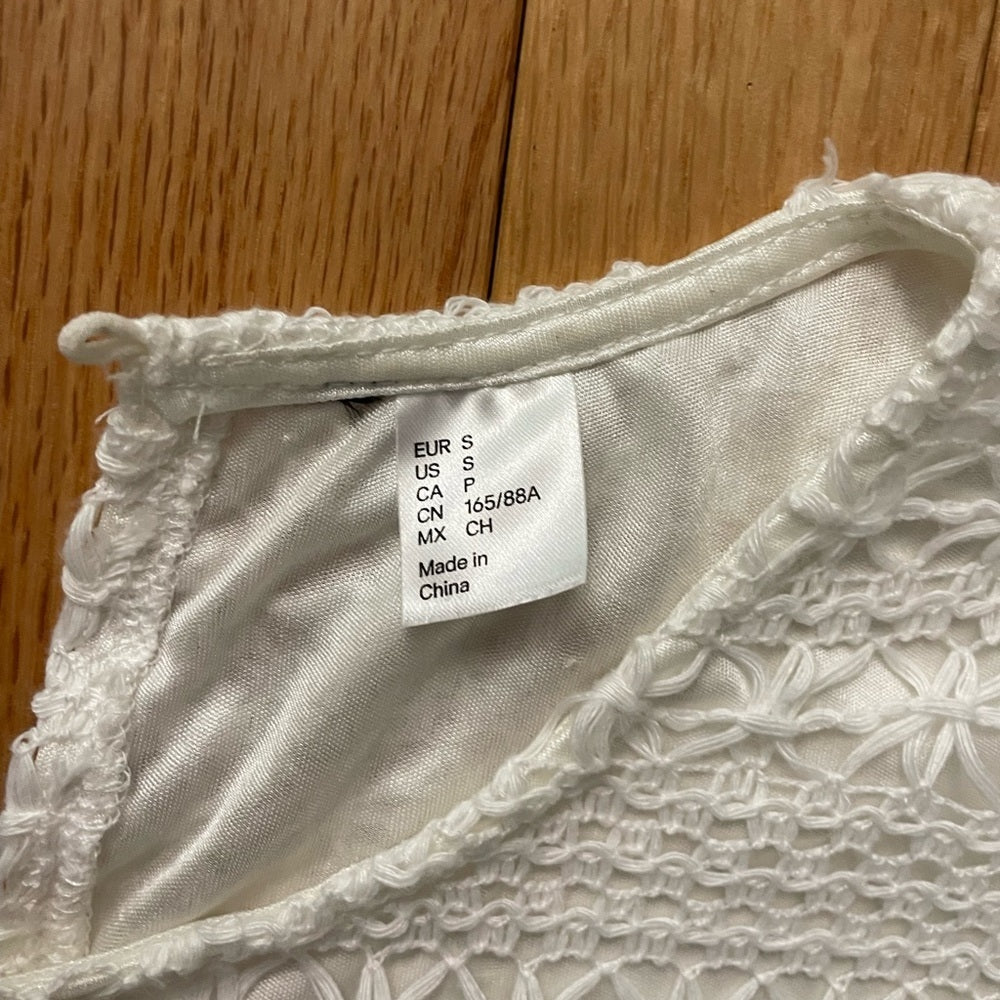 EUR S
US S
CA P
CN 165/88A
MX CH
Made in
China